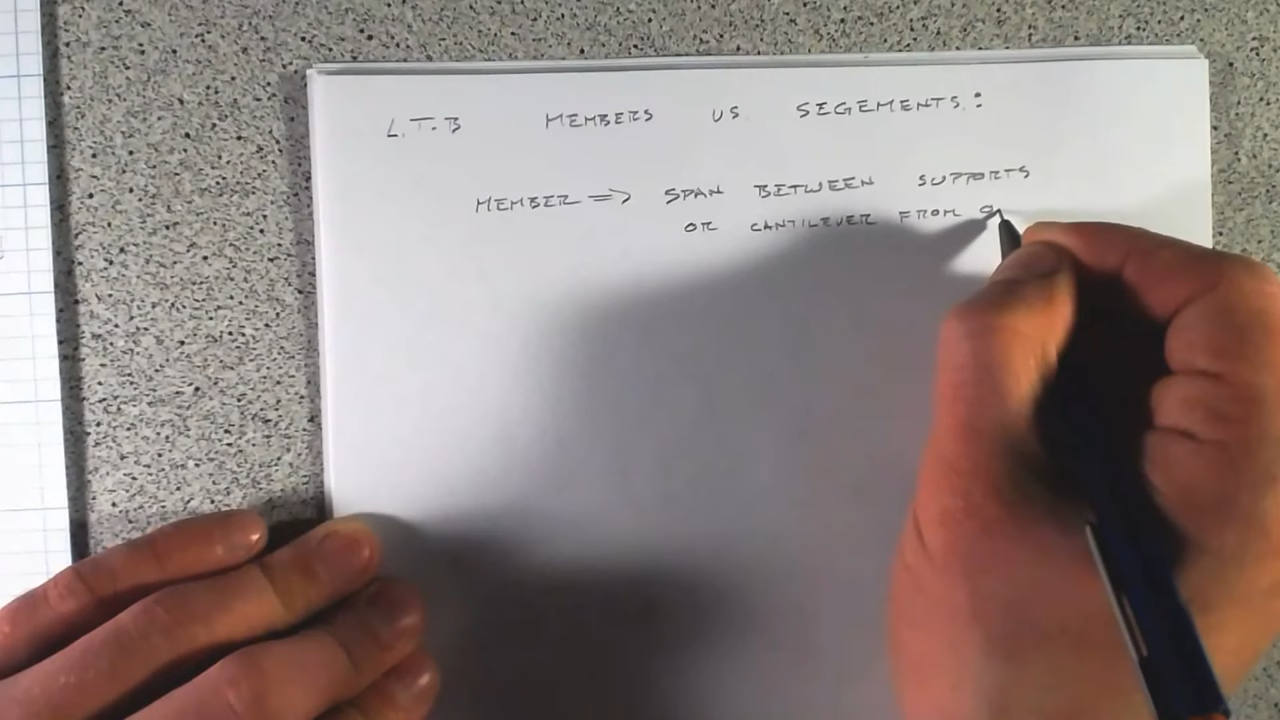 L.T.B MEMBERS VS SEGEMENTS:
MEMBER => SPAN BETWEEN SUPPORTS
OR CANTILEVER FROM